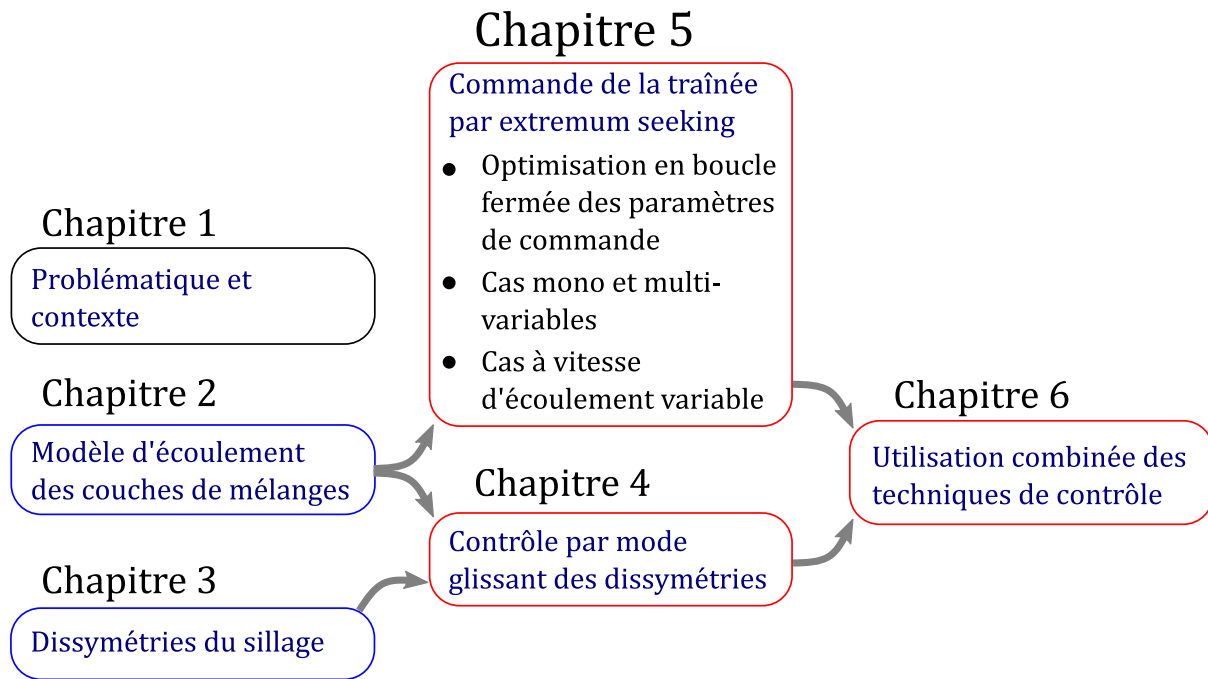 Chapitre 5
Commande de la traînée
par extremum seeking
● Optimisation en boucle
fermée des paramètres
de commande
● Cas mono et multi-
variables
● Cas à vitesse
d'écoulement variable
Chapitre 1
Problématique et
contexte
Chapitre 2
Modèle d'écoulement
des couches de mélanges
Chapitre 3
Dissymétries du sillage
Chapitre 4
Contrôle par mode
glissant des dissymétries
Chapitre 6
Utilisation combinée des
techniques de contrôle